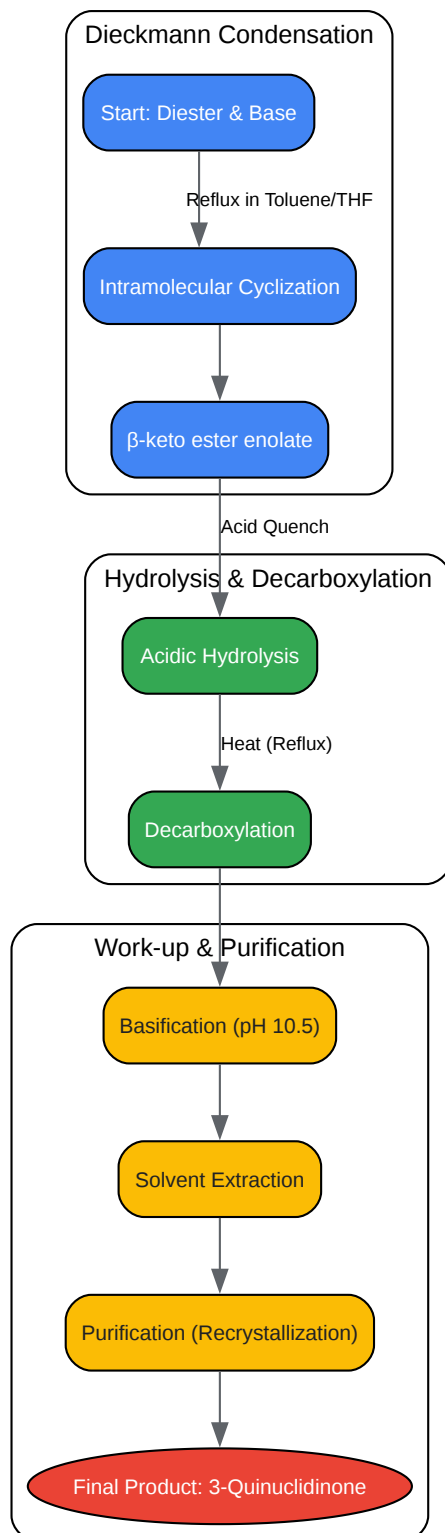 Dieckmann Condensation
Start: Diester & Base
Reflux in Toluene/THF
Intramolecular Cyclization
β-keto ester enolate
Acid Quench
Hydrolysis & Decarboxylation
Acidic Hydrolysis
Heat (Reflux)
Decarboxylation
Work-up & Purification
Basification (pH 10.5)
Solvent Extraction
Purification (Recrystallization)
Final Product: 3-Quinuclidinone